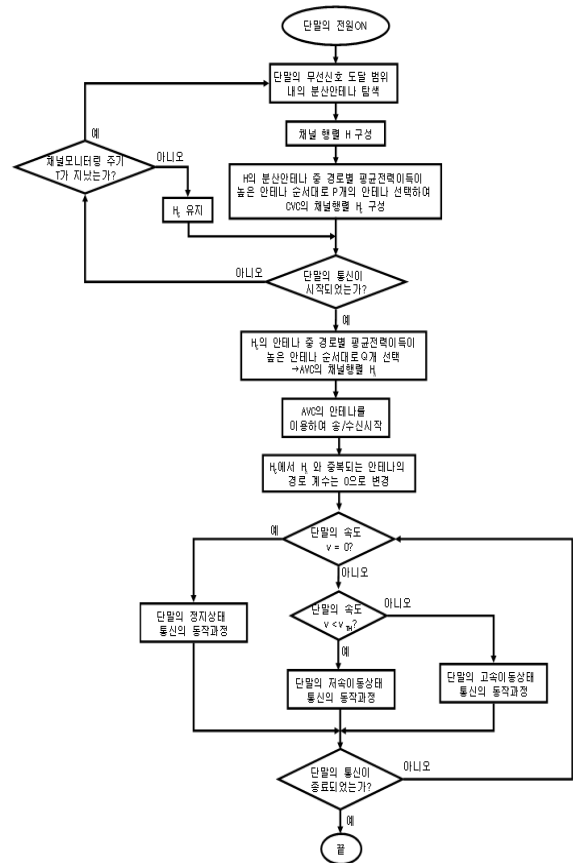 단말의 전원ON
단말의 무선신호 도달 범위
내의 분산안테나 탐색
예
채널 행렬 H 구성
채널모니터링 주기
T가 지났는가?
아니오
H의 분산안테나 중 경로별 평균전력이득이
높은 안테나 순서대로 P개의 안테나 선택하여
CVC의 채널행렬 H 구성
H 유지
아니오
단말의 통신이
시작되었는가?
예
H의 안테나 중 경로별 평균전력이득이
높은 안테나 순서대로 Q개 선택
→AVC의 채널행렬 H
AVC의 안테나를
이용하여 송/수신시작
H에서 H 와 중복되는 안테나의
경로 계수는 0으로 변경
예
단말의 속도
v = 0?
아니오
단말의 속도
v < v TH?
아니오
단말의 정지상태
통신의 동작과정
예
단말의 저속이동상태
통신의 동작과정
단말의 고속이동상태
통신의 동작과정
단말의 통신이
종료되었는가?
아니오
예
끝